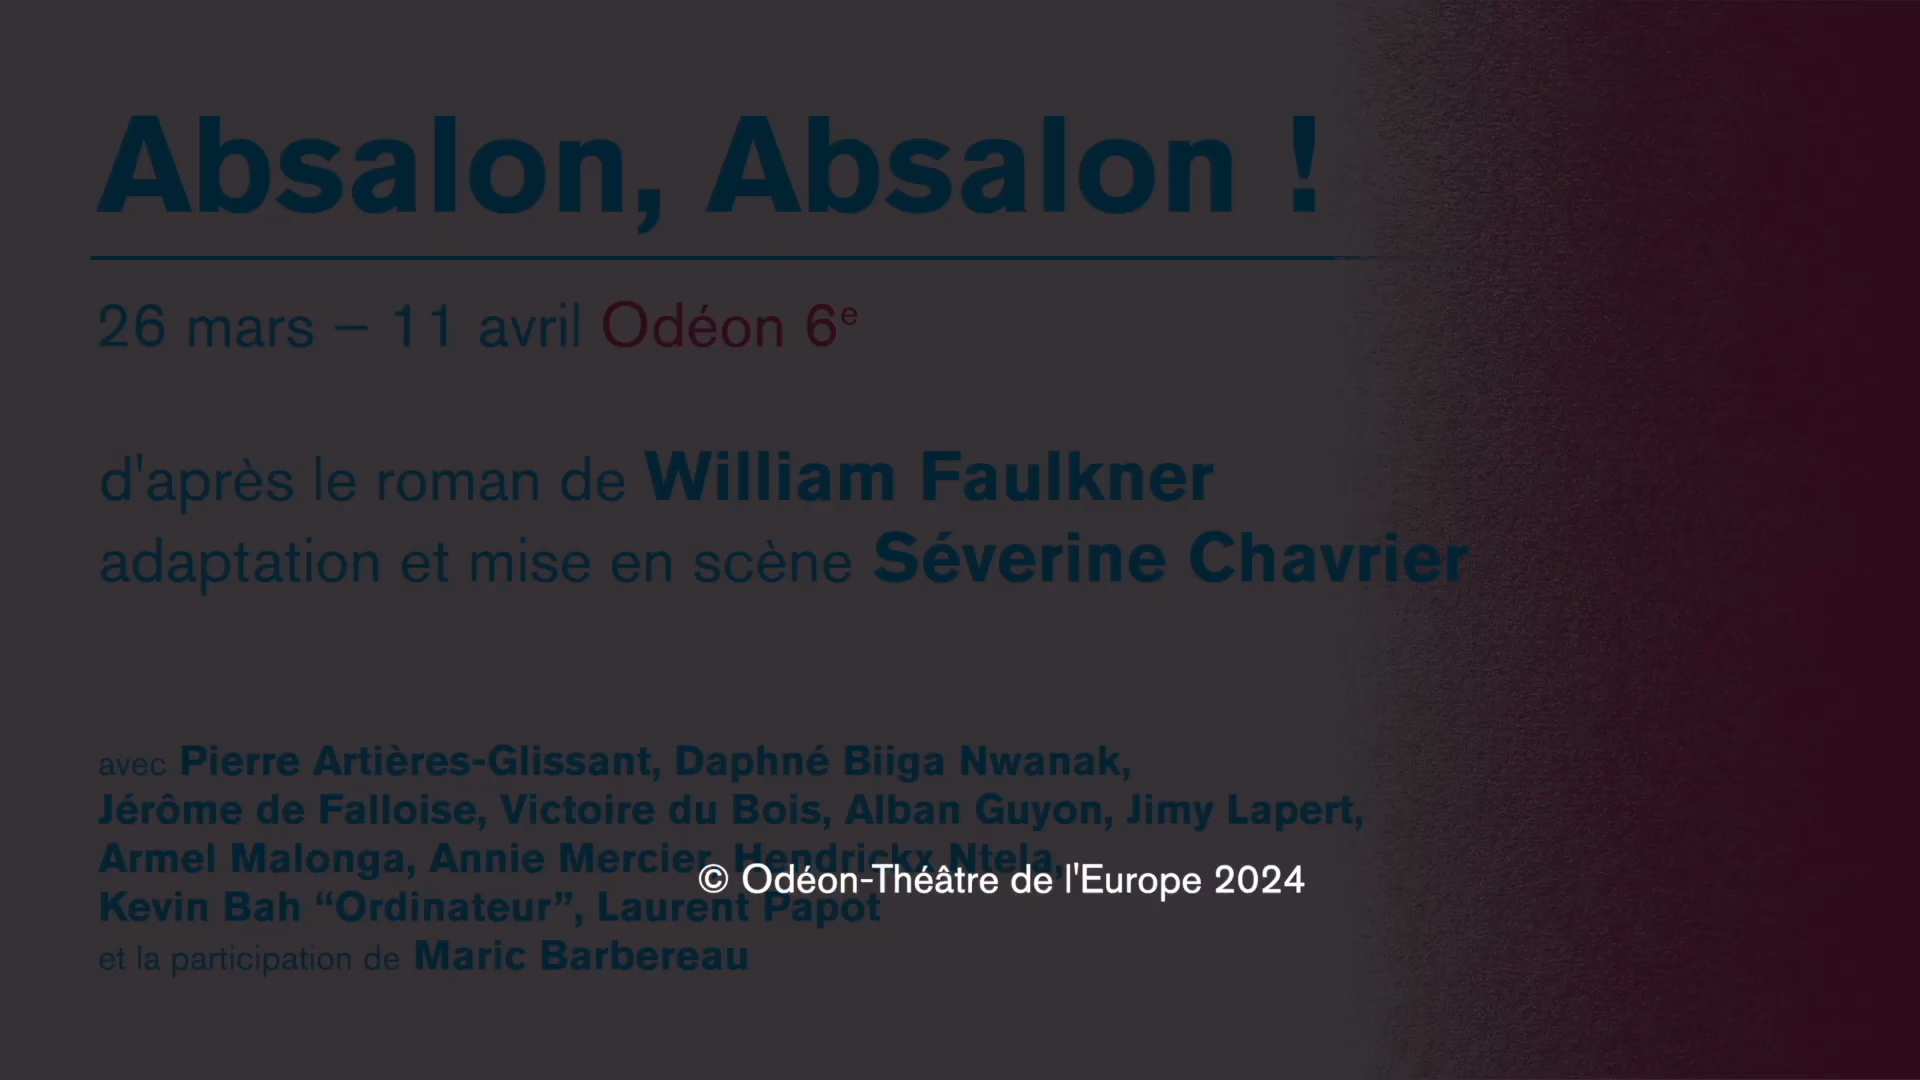 Absalon, Absalon !
26 mars – 11 avril Odéon 6e
d'après le roman de William Faulkner
adaptation et mise en scène Séverine Chavrier
avec Pierre Artières-Glissant, Daphné Biiga Nwanak,
Jérôme de Falloise, Victoire du Bois, Alban Guyon, Jimy Lapert,
Armel Malonga, Annie Mercier, Hendrickx Ntela,
© Odéon-Théâtre de l'Europe 2024
Kevin Bah “Ordinateur”, Laurent Papot
et la participation de Maric Barbereau